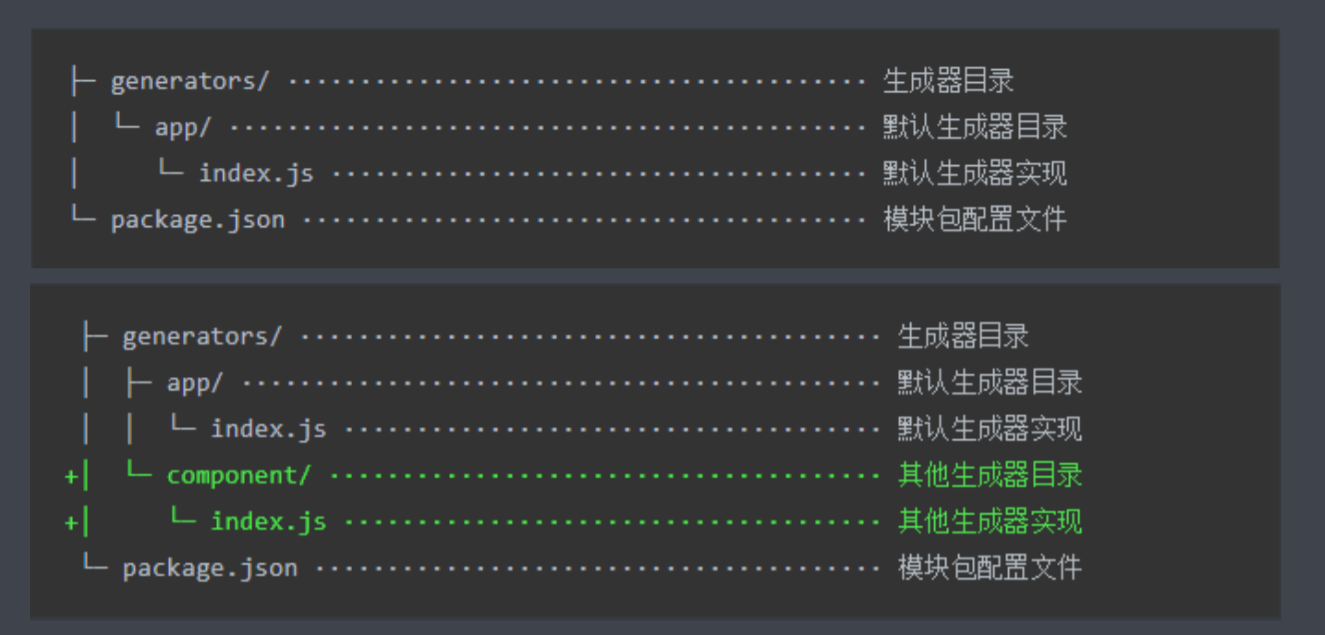 ├─ generators/ ········································ 生成器目录
│  └─ app/ ············································ 默认生成器目录
│     └─ index.js ····································· 默认生成器实现
└─ package.json ······································· 模块包配置文件
├─ generators/ ········································ 生成器目录
│  ├─ app/ ············································ 默认生成器目录
│  │  └─ index.js ····································· 默认生成器实现
+│  └─ component/ ······································ 其他生成器目录
+│     └─ index.js ····································· 其他生成器实现
└─ package.json ······································· 模块包配置文件